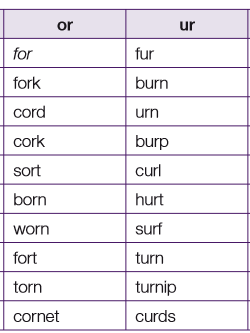 or ur
for fur
fork burn
cord urn
cork burp
sort curl
born hurt
worn surf
fort turn
torn turnip
cornet curds